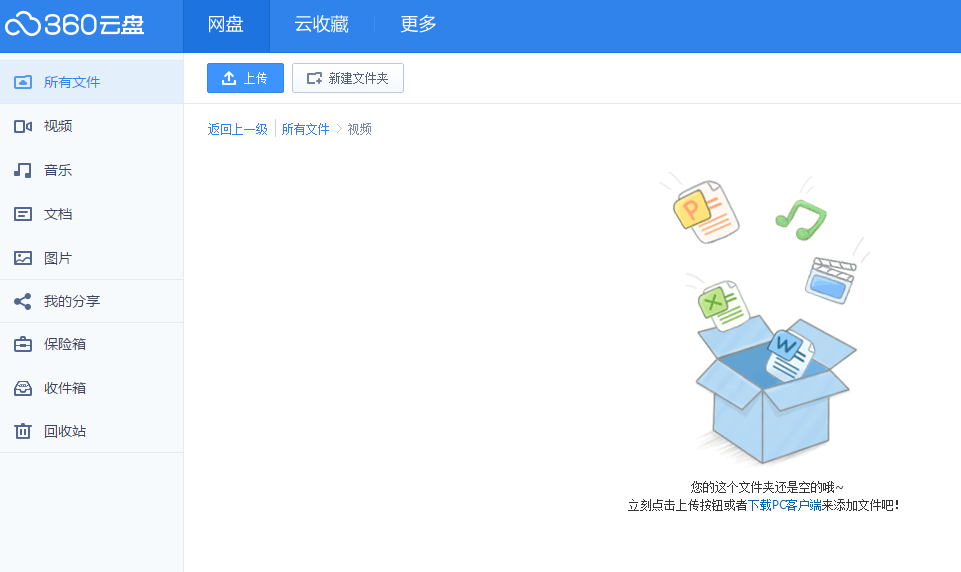 360云盘
网盘 云收藏 更多
所有文件
视频
音乐
文档
图片
我的分享
保险箱
收件箱
回收站
上传 新建文件夹
返回上一级 所有文件 > 视频
P
X
W
您的这个文件夹还是空的哦~
立刻点击上传按钮或者下载PC客户端来添加文件吧!